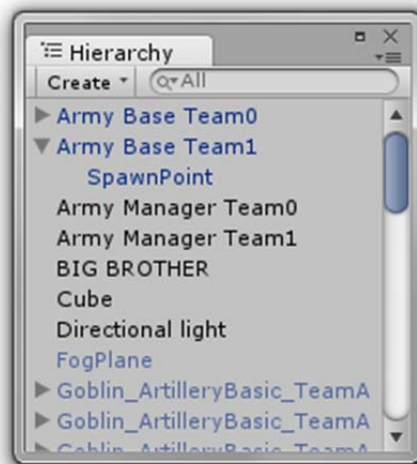 Hierarchy
Create All
Army Base Team0
Army Base Team1
SpawnPoint
Army Manager Team0
Army Manager Team1
BIG BROTHER
Cube
Directional light
FogPlane
Goblin_ArtilleryBasic_TeamA
Goblin_ArtilleryBasic_TeamA
Goblin_ArtilleryBasic_TeamA